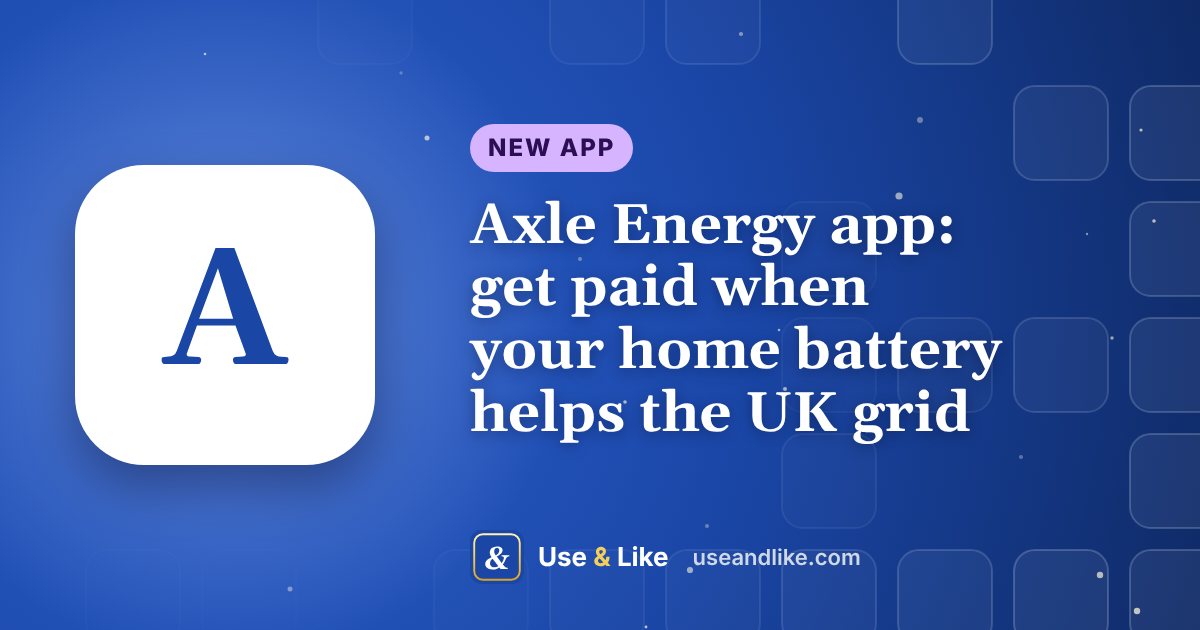 A
NEW APP
Axle Energy app:
get paid when
your home battery
helps the UK grid
& Use & Like useandlike.com